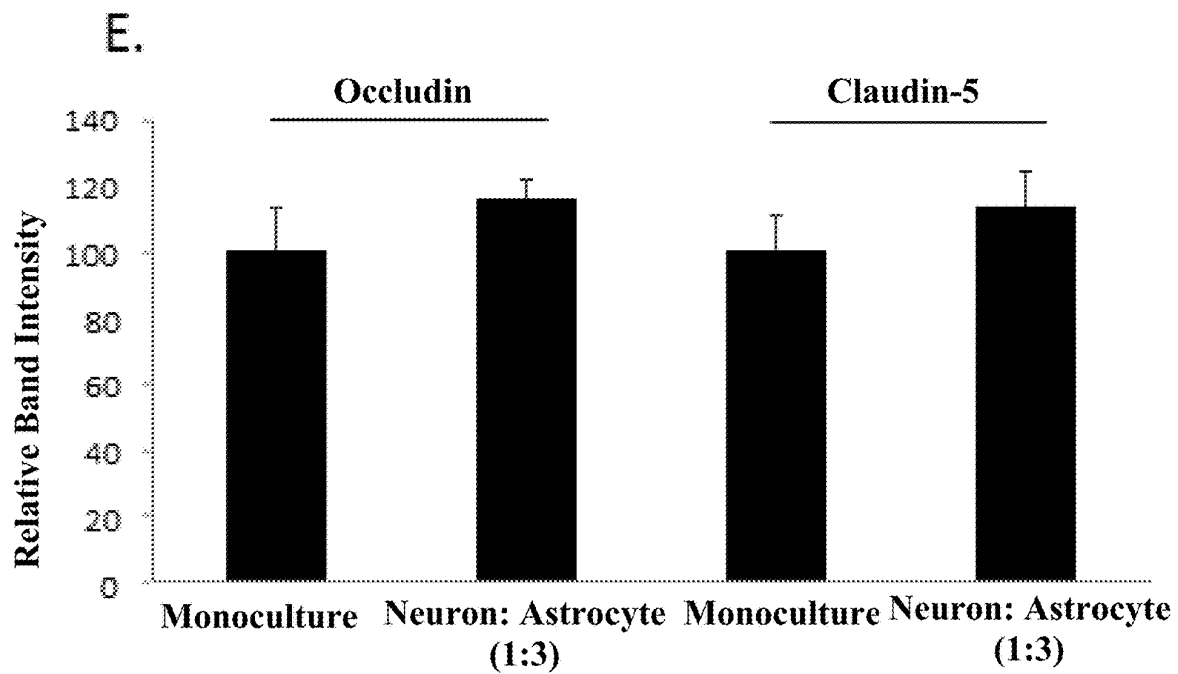 E.
Occludin
Claudin-5
Relative Band Intensity
140
120
100
80
60
40
20
0
Monoculture
Neuron: Astrocyte
(1:3)
Monoculture
Neuron: Astrocyte
(1:3)